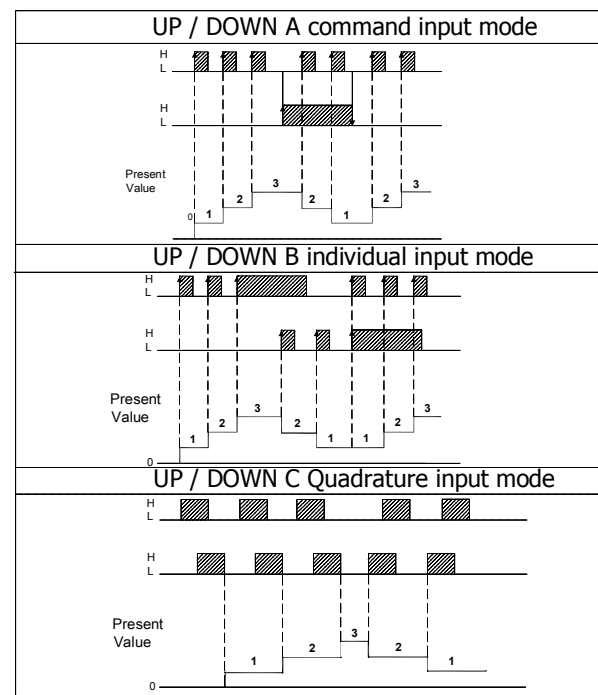 UP / DOWN A command input mode
H
L
H
L
Present
Value
0
1
2
3
2
1
2
3
UP / DOWN B individual input mode
H
L
H
L
Present
Value
0
1
2
3
2
1
1
2
3
UP / DOWN C Quadrature input mode
H
L
H
L
Present
Value
0
1
2
3
2
1